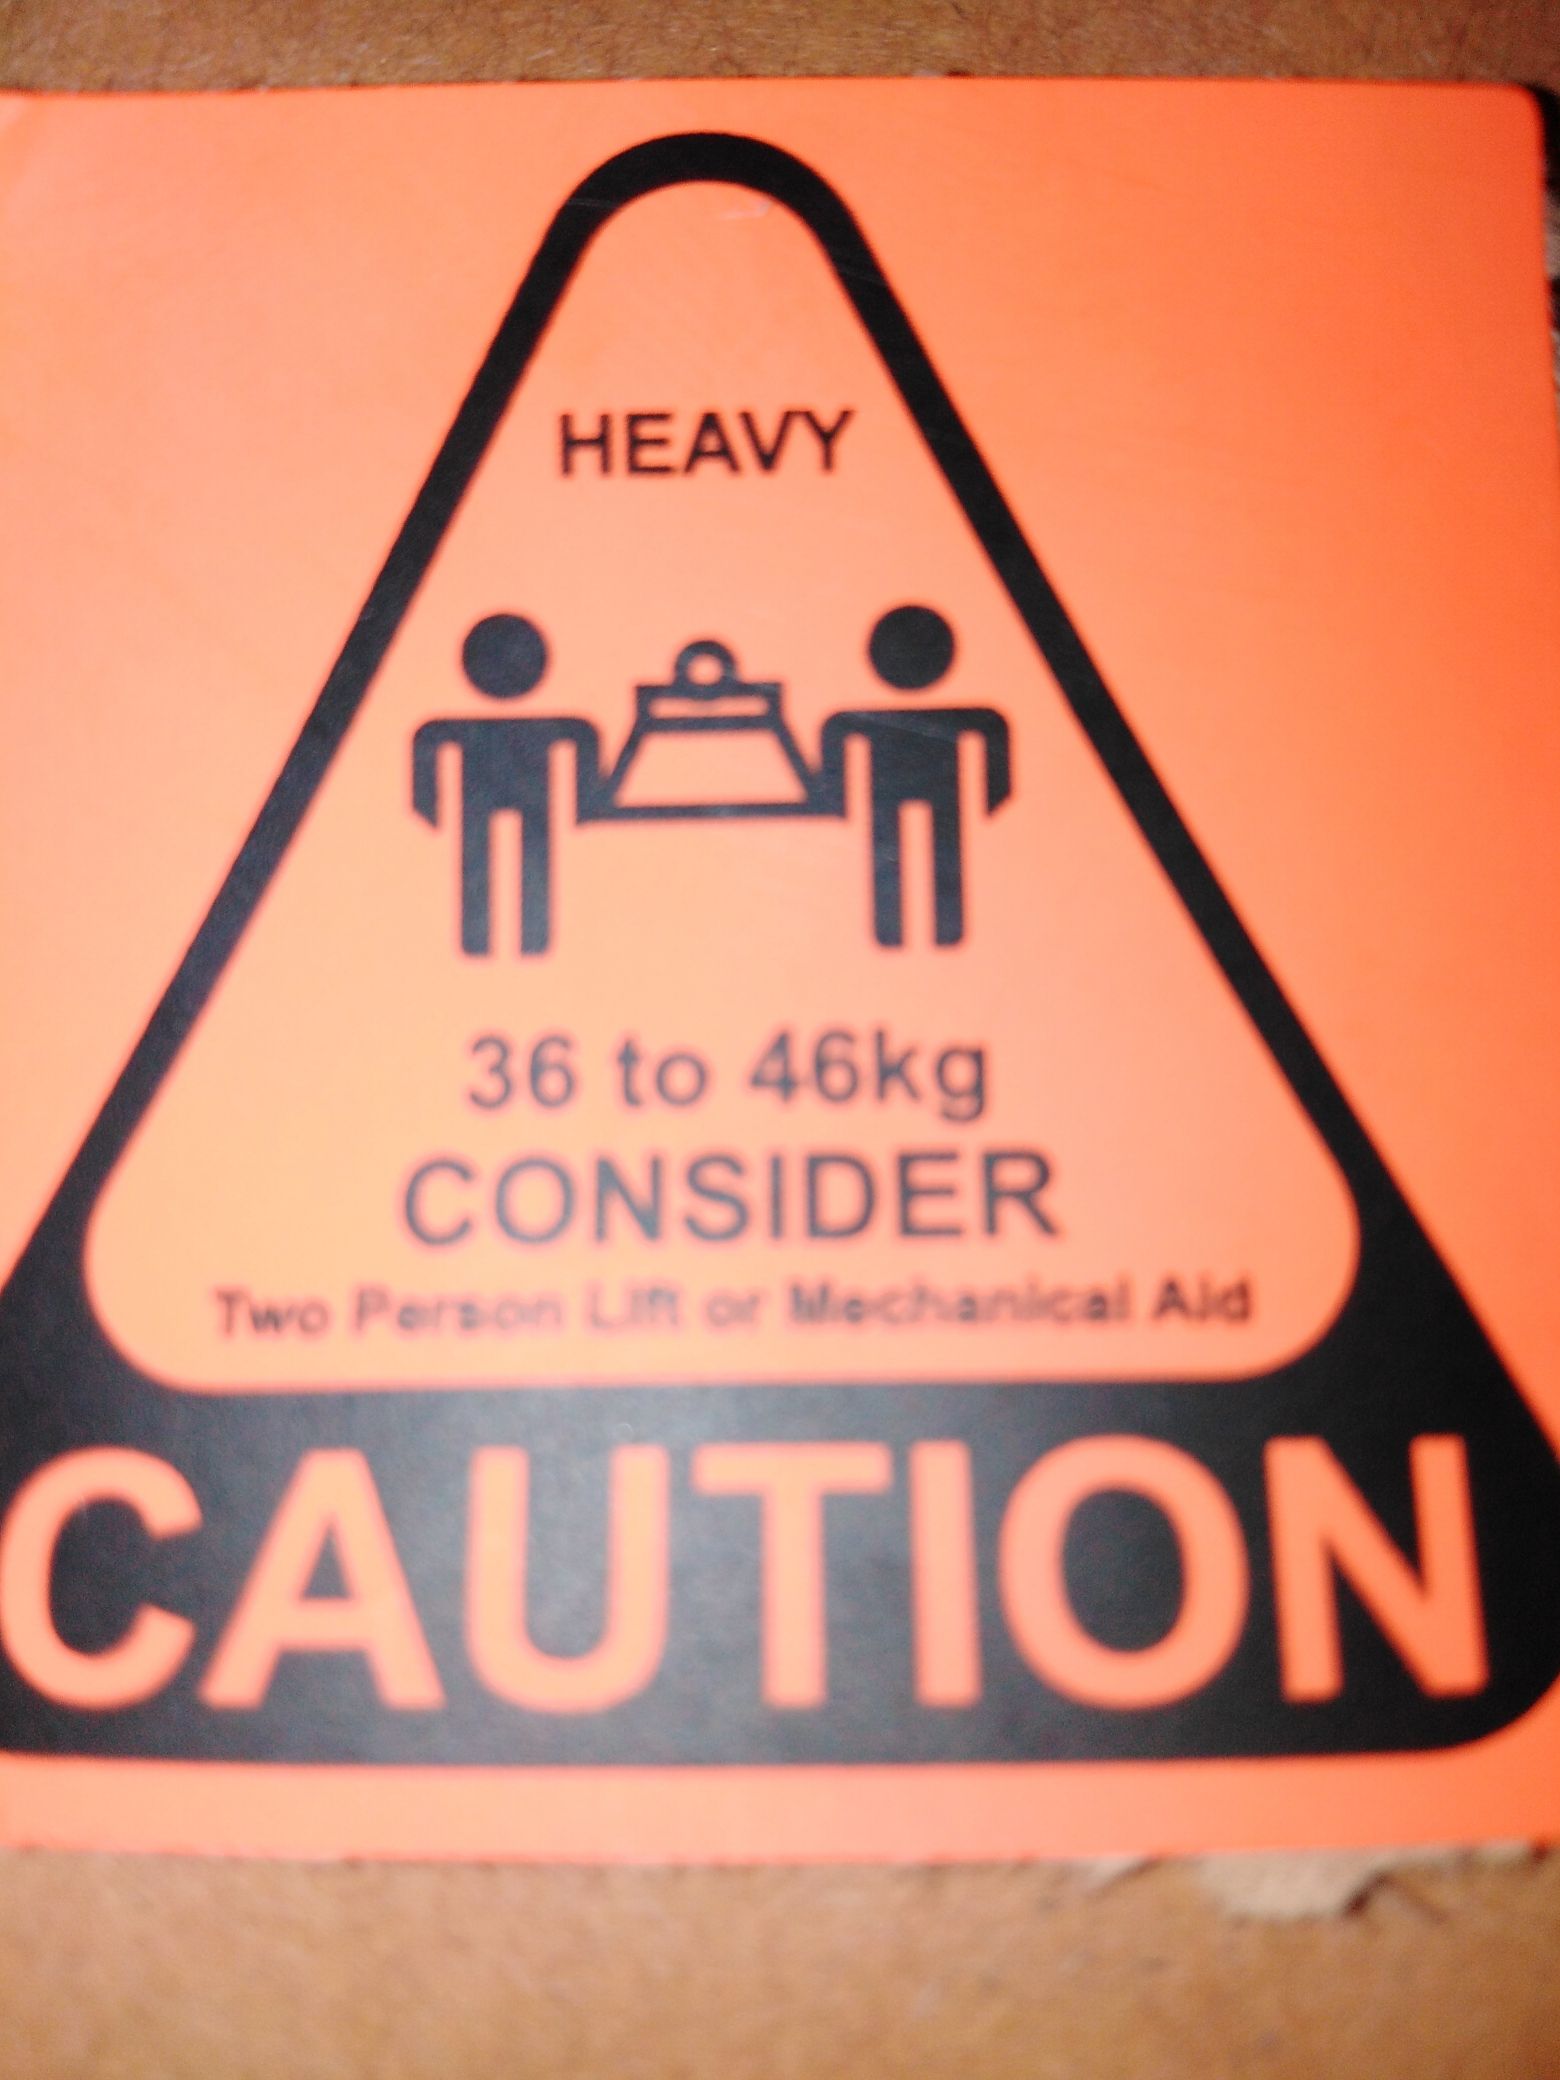 HEAVY
36 to 46kg
CONSIDER
Two Person Lift or Mechanical Aid
CAUTION